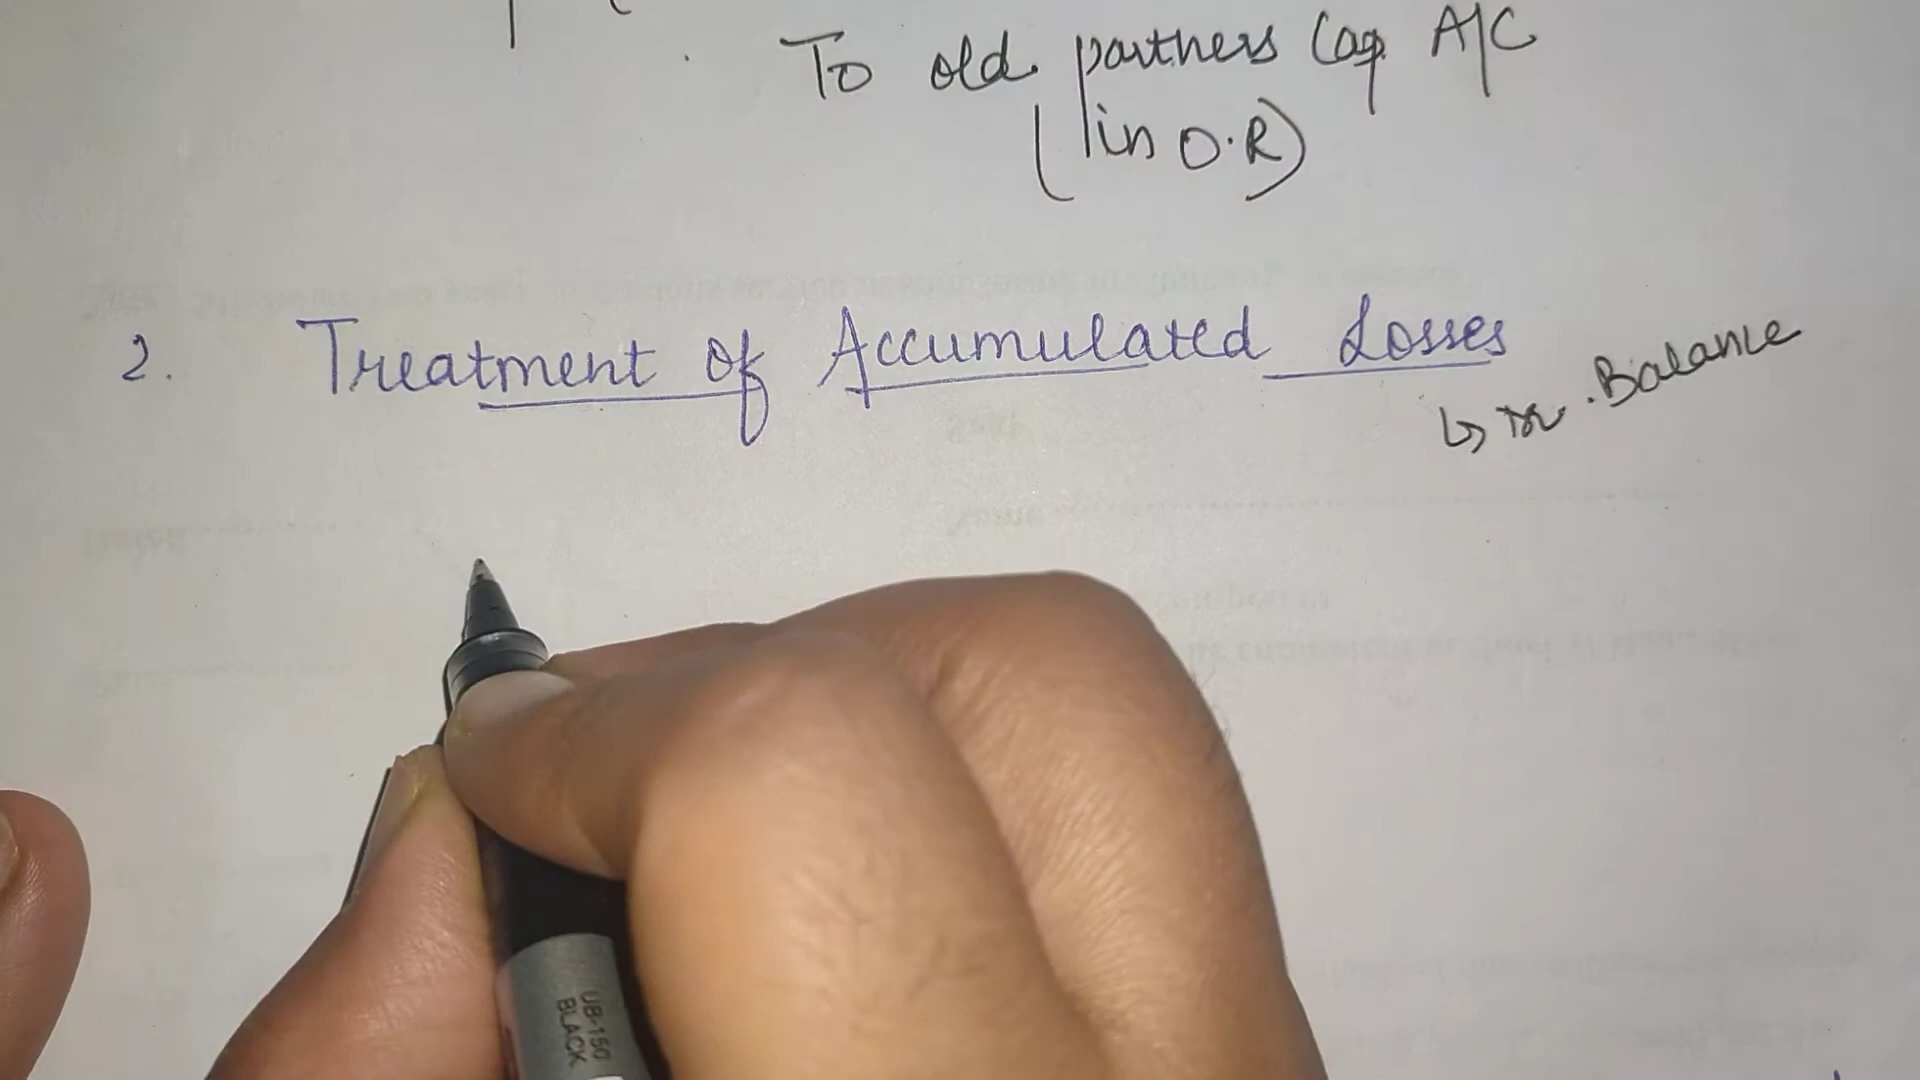 To old partners Cap A/C
(in O.R)
2. Treatment of Accumulated Losses
↳ Dr. Balance
UB-150
BLACK